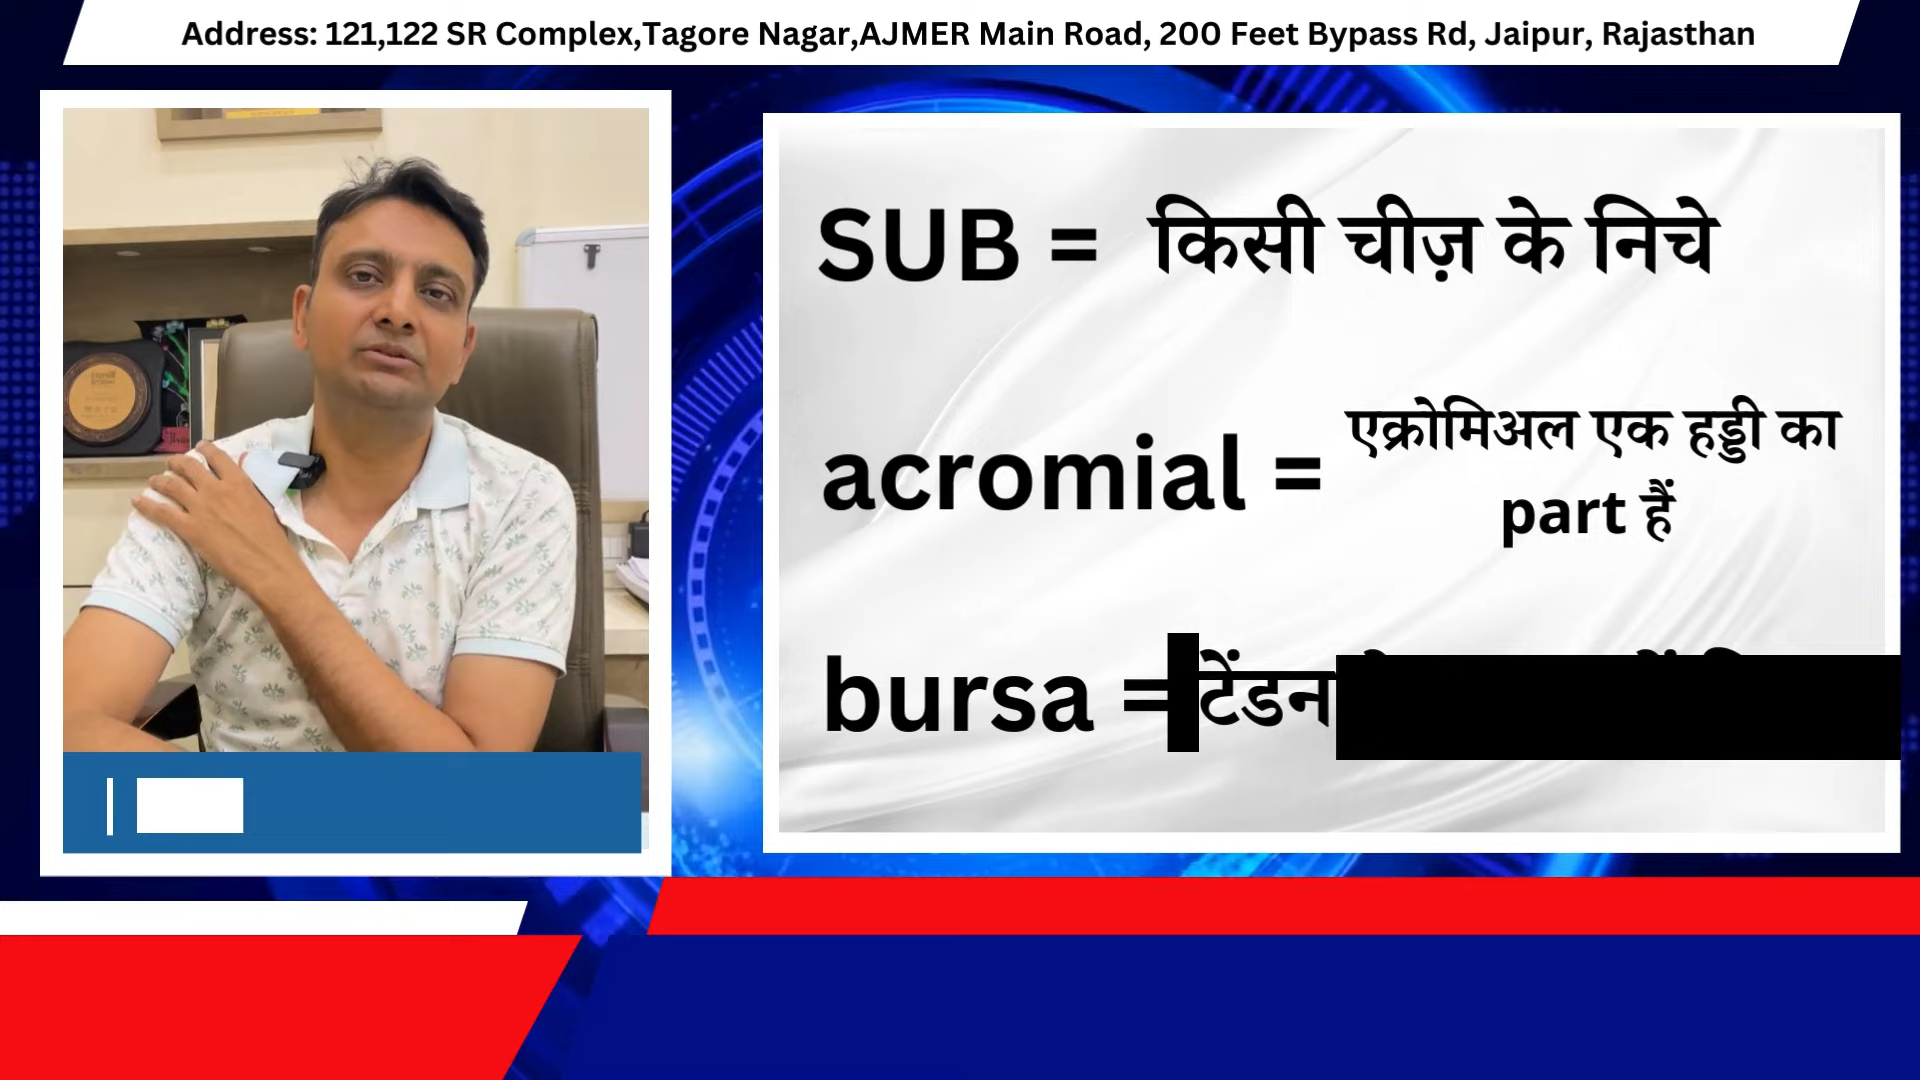 Address: 121,122 SR Complex,Tagore Nagar,AJMER Main Road, 200 Feet Bypass Rd, Jaipur, Rajasthan
SUB = किसी चीज़ के निचे
acromial = एक्रोमिअल एक हड्डी का
part हैं
bursa = टेंडन